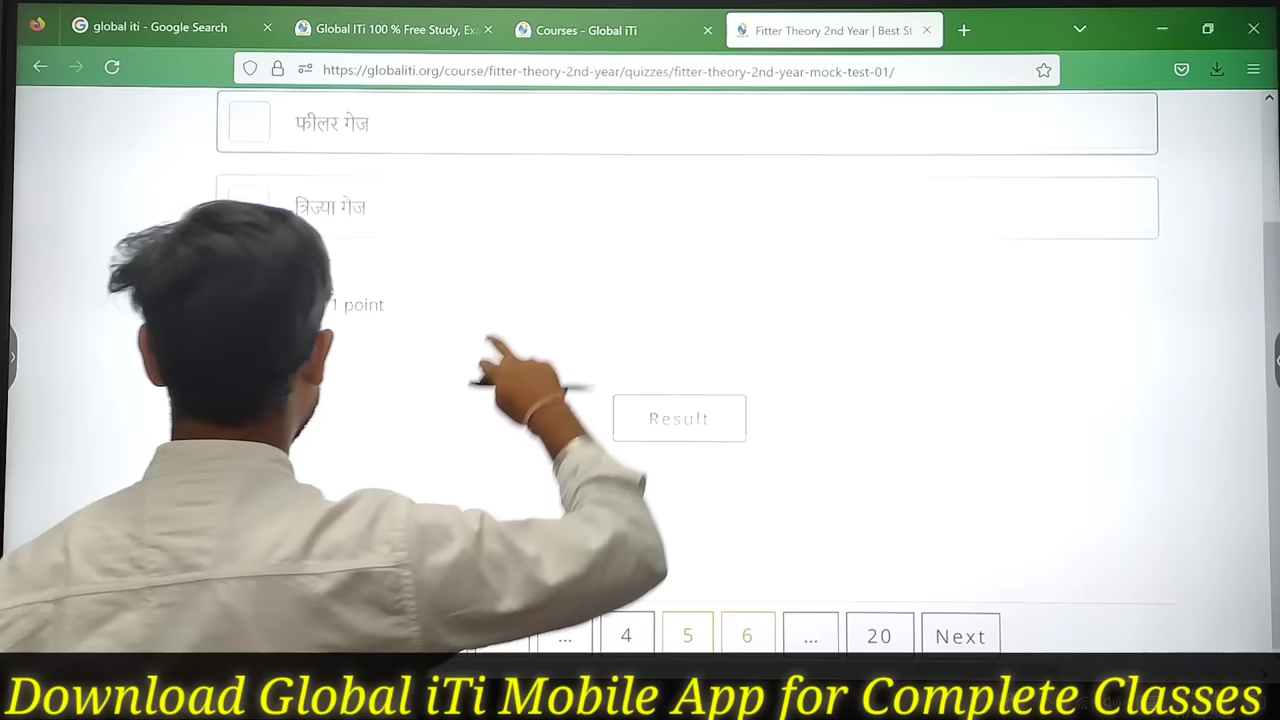 global iti - Google Search
Global ITi 100 % Free Study, Ex
Courses - Global iTi
Fitter Theory 2nd Year | Best St
https://globaliti.org/course/fitter-theory-2nd-year/quizzes/fitter-theory-2nd-year-mock-test-01/
फीलर गेज
त्रिज्या गेज
1 point
Result
... 4 5 6 ... 20 Next
Download Global iTi Mobile App for Complete Classes